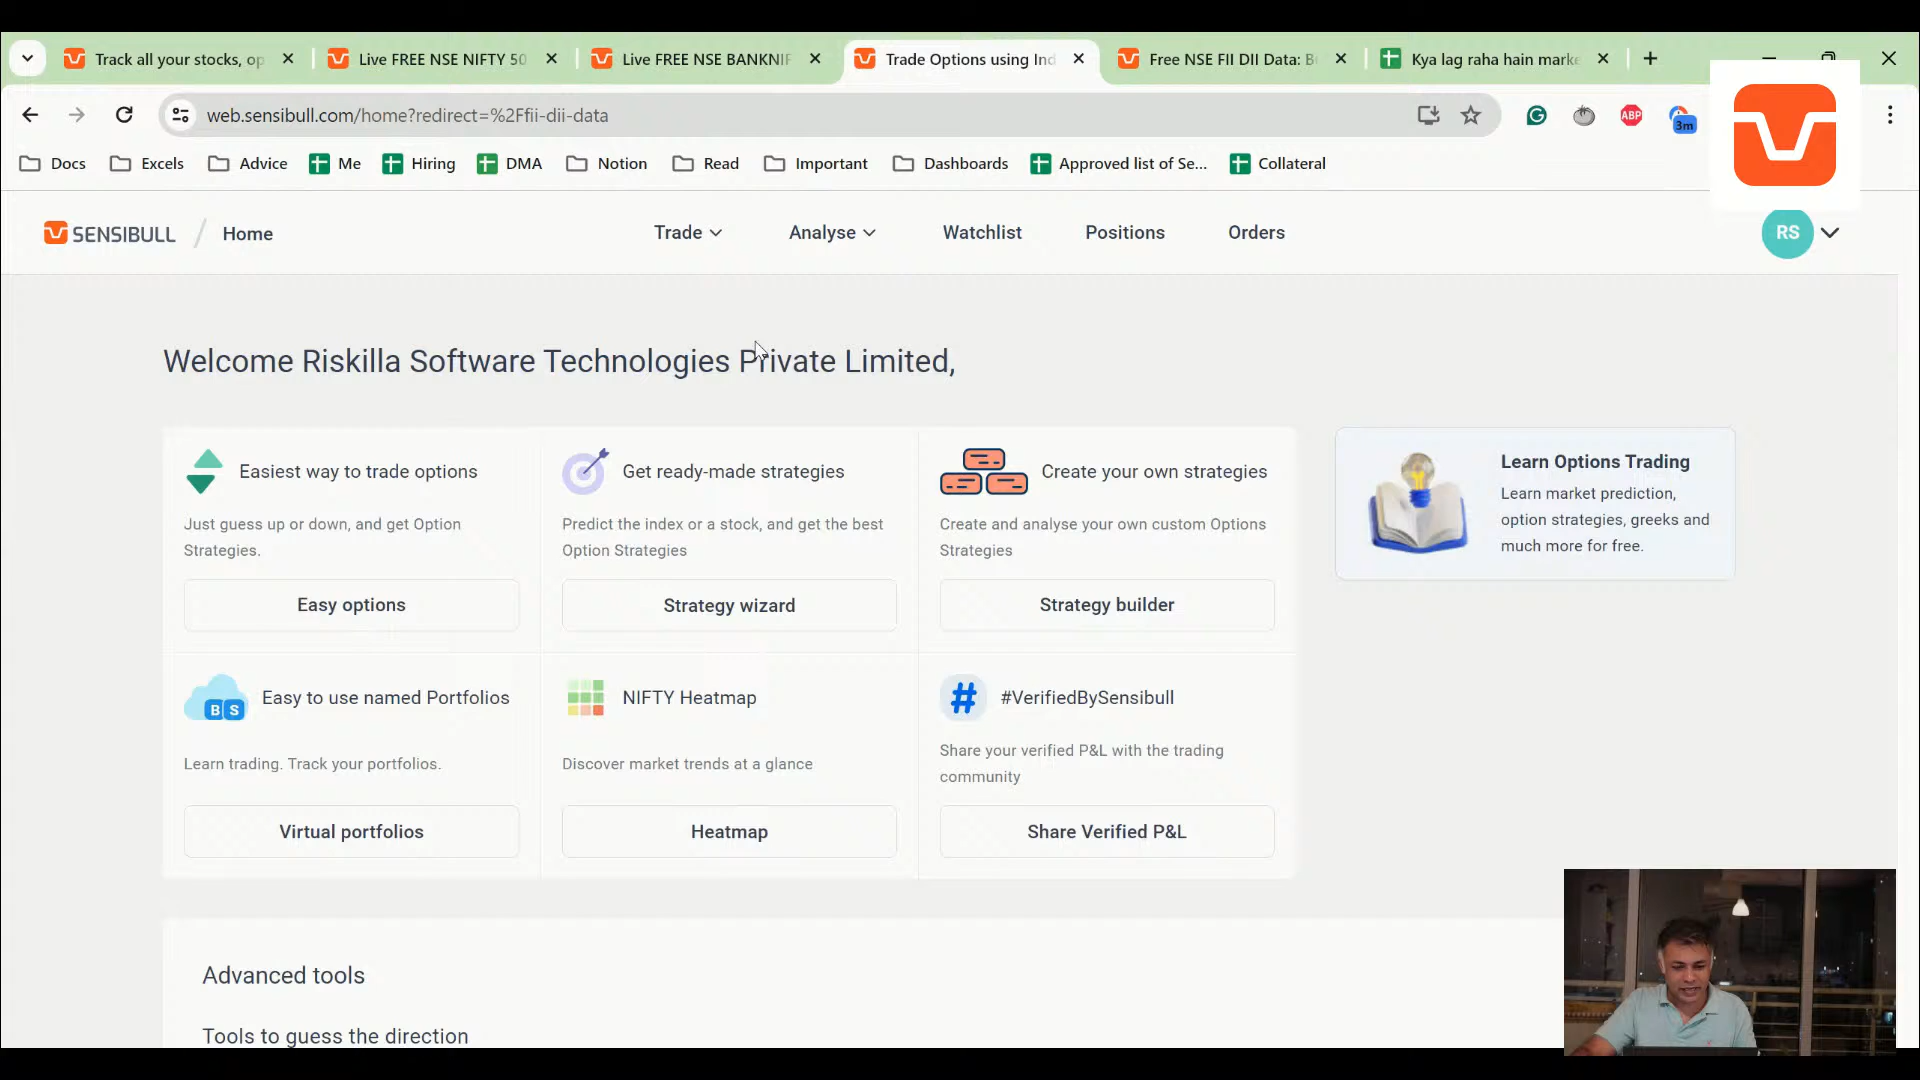 Track all your stocks, op
Live FREE NSE NIFTY 50
Live FREE NSE BANKNIF
Trade Options using Ind
Free NSE FII DII Data: B
Kya lag raha hain marke
web.sensibull.com/home?redirect=%2Ffii-dii-data
ABP
3m
Docs
Excels
Advice
Me
Hiring
DMA
Notion
Read
Important
Dashboards
Approved list of Se...
Collateral
SENSIBULL / Home
Trade
Analyse
Watchlist
Positions
Orders
RS
Welcome Riskilla Software Technologies Private Limited,
Easiest way to trade options
Just guess up or down, and get Option
Strategies.
Easy options
Get ready-made strategies
Predict the index or a stock, and get the best
Option Strategies
Strategy wizard
Create your own strategies
Create and analyse your own custom Options
Strategies
Strategy builder
Learn Options Trading
Learn market prediction,
option strategies, greeks and
much more for free.
B S
Easy to use named Portfolios
Learn trading. Track your portfolios.
Virtual portfolios
NIFTY Heatmap
Discover market trends at a glance
Heatmap
#
#VerifiedBySensibull
Share your verified P&L with the trading
community
Share Verified P&L
Advanced tools
Tools to guess the direction